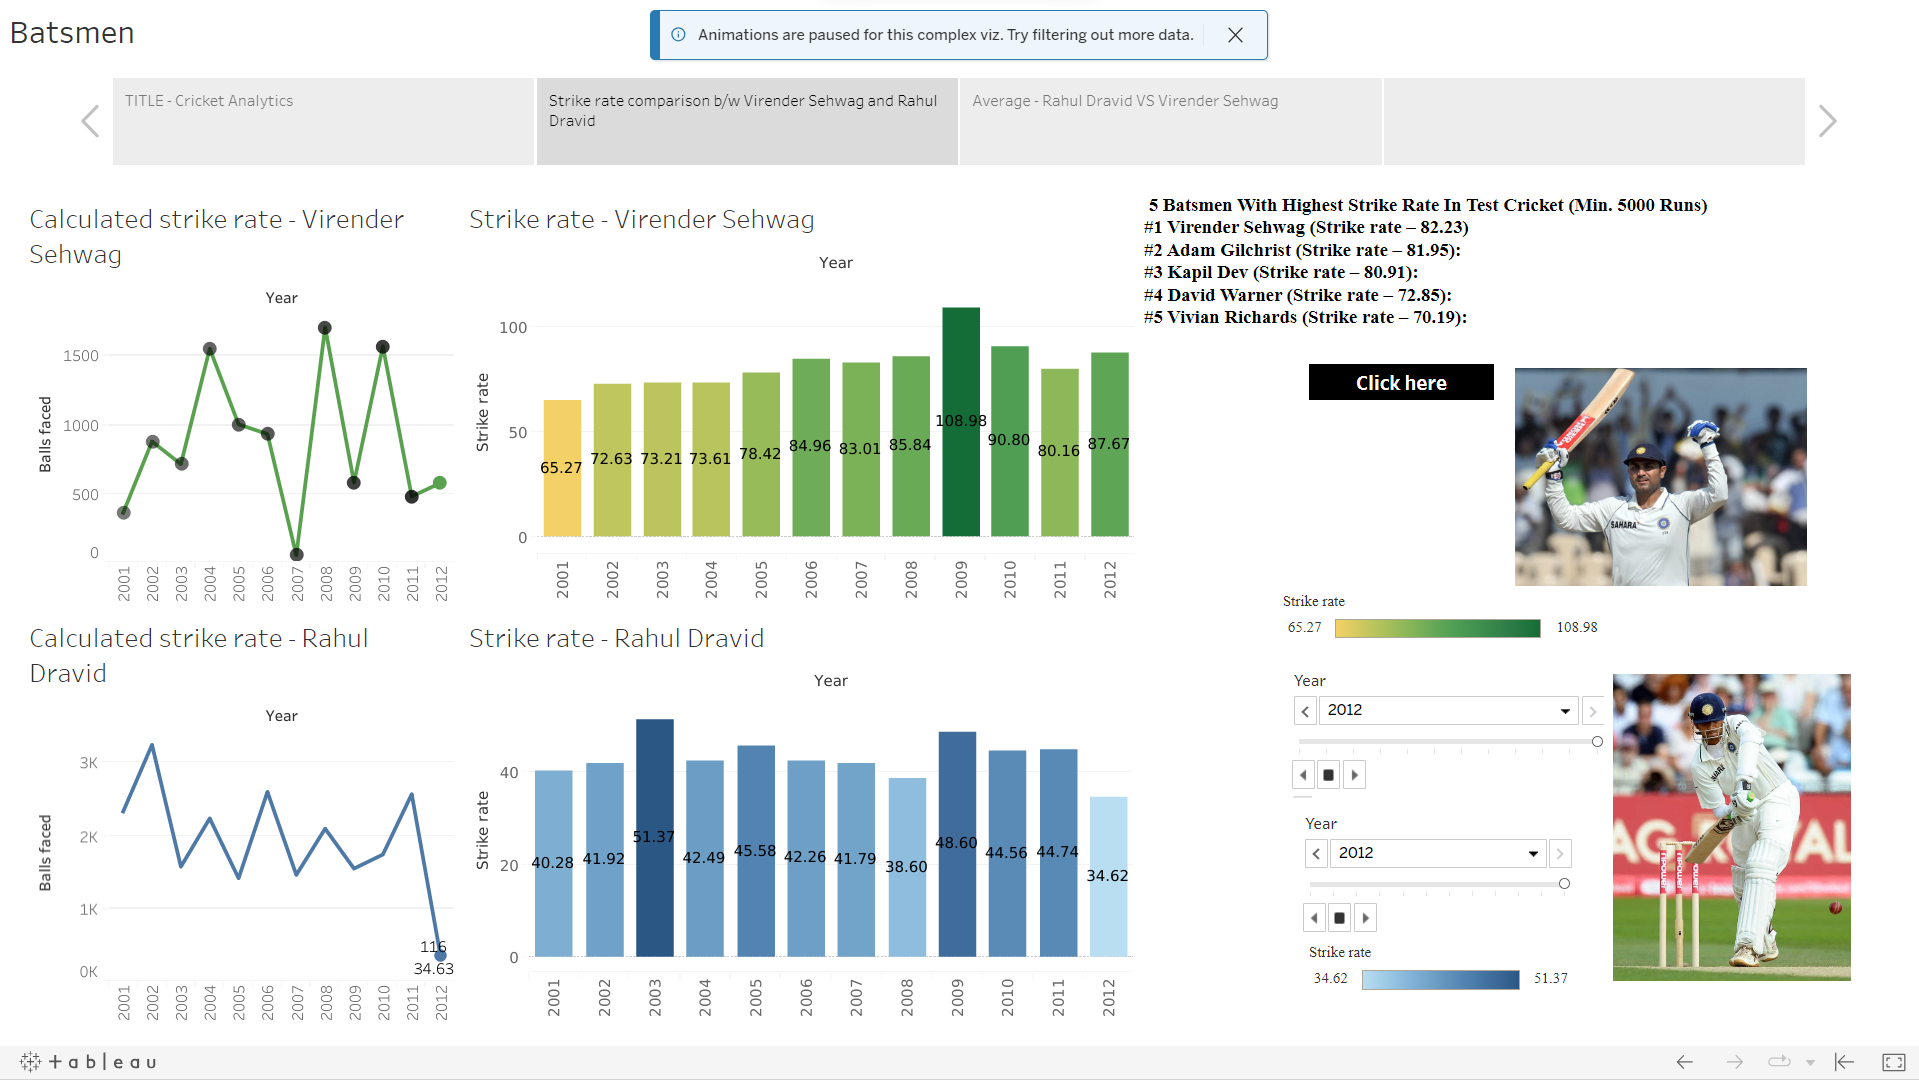 Batsmen
Animations are paused for this complex viz. Try filtering out more data.
TITLE - Cricket Analytics
Strike rate comparison b/w Virender Sehwag and Rahul
Dravid
Average - Rahul Dravid VS Virender Sehwag
Calculated strike rate - Virender
Sehwag
Year
Balls faced
1500
1000
500
0
2001 2002 2003 2004 2005 2006 2007 2008 2009 2010 2011 2012
Strike rate - Virender Sehwag
Year
Strike rate
100
50
0
65.27 72.63 73.21 73.61 78.42 84.96 83.01 85.84 108.98 90.80 80.16 87.67
2001 2002 2003 2004 2005 2006 2007 2008 2009 2010 2011 2012
5 Batsmen With Highest Strike Rate In Test Cricket (Min. 5000 Runs)
#1 Virender Sehwag (Strike rate – 82.23)
#2 Adam Gilchrist (Strike rate – 81.95):
#3 Kapil Dev (Strike rate – 80.91):
#4 David Warner (Strike rate – 72.85):
#5 Vivian Richards (Strike rate – 70.19):
Click here
SAHARA
Strike rate
65.27 108.98
Calculated strike rate - Rahul
Dravid
Year
Balls faced
3K
2K
1K
0K
116
34.63
2001 2002 2003 2004 2005 2006 2007 2008 2009 2010 2011 2012
Strike rate - Rahul Dravid
Year
Strike rate
40
20
0
40.28 41.92 51.37 42.49 45.58 42.26 41.79 38.60 48.60 44.56 44.74 34.62
2001 2002 2003 2004 2005 2006 2007 2008 2009 2010 2011 2012
Year
2012
Year
2012
Strike rate
34.62 51.37
npower npower npower
+ableau